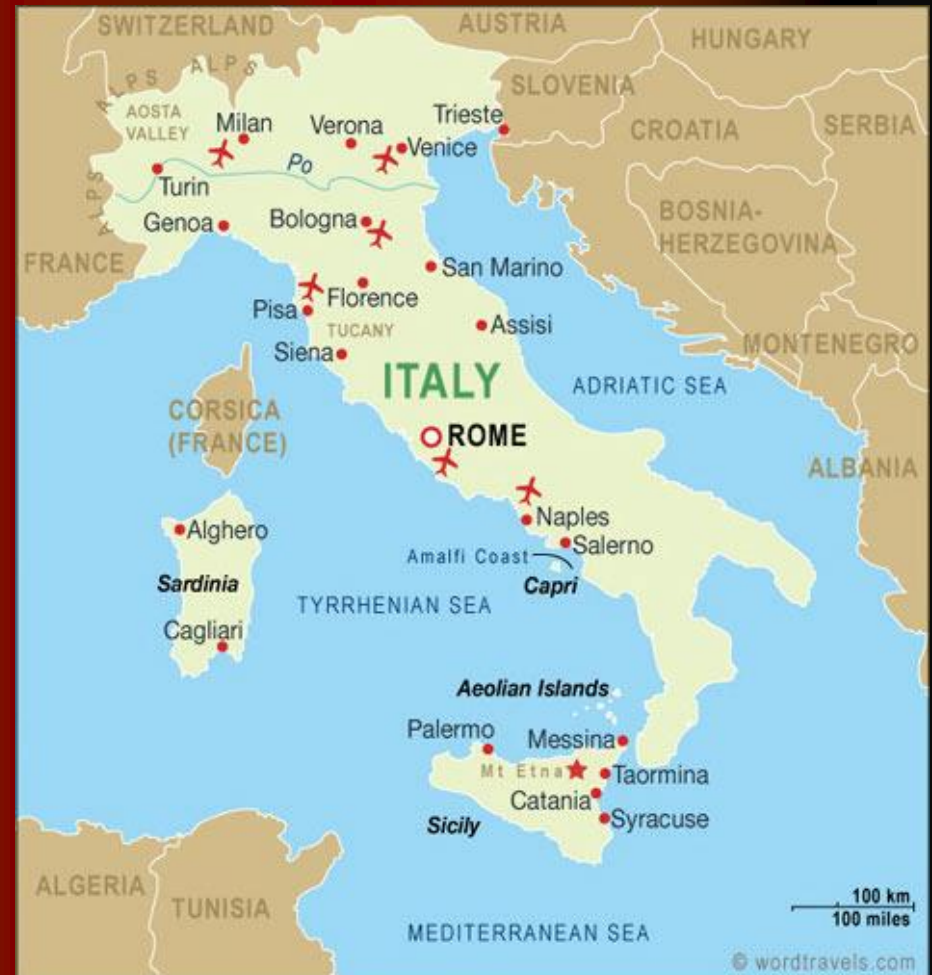 SWITZERLAND
AUSTRIA
HUNGARY
ALPS
ALPS
SLOVENIA
AOSTA
VALLEY
Milan
Verona
Trieste
CROATIA
SERBIA
Venice
Po
Turin
ALPS
Genoa
Bologna
BOSNIA-
HERZEGOVINA
FRANCE
San Marino
Florence
Pisa
TUCANY
Assisi
Siena
MONTENEGRO
ITALY
ADRIATIC SEA
CORSICA
(FRANCE)
ROME
ALBANIA
Alghero
Naples
Salerno
Amalfi Coast
Capri
Sardinia
TYRRHENIAN SEA
Cagliari
Aeolian Islands
Palermo
Messina
Mt Etna
Taormina
Catania
Sicily
Syracuse
ALGERIA
TUNISIA
100 km
100 miles
MEDITERRANEAN SEA
© wordtravels.com